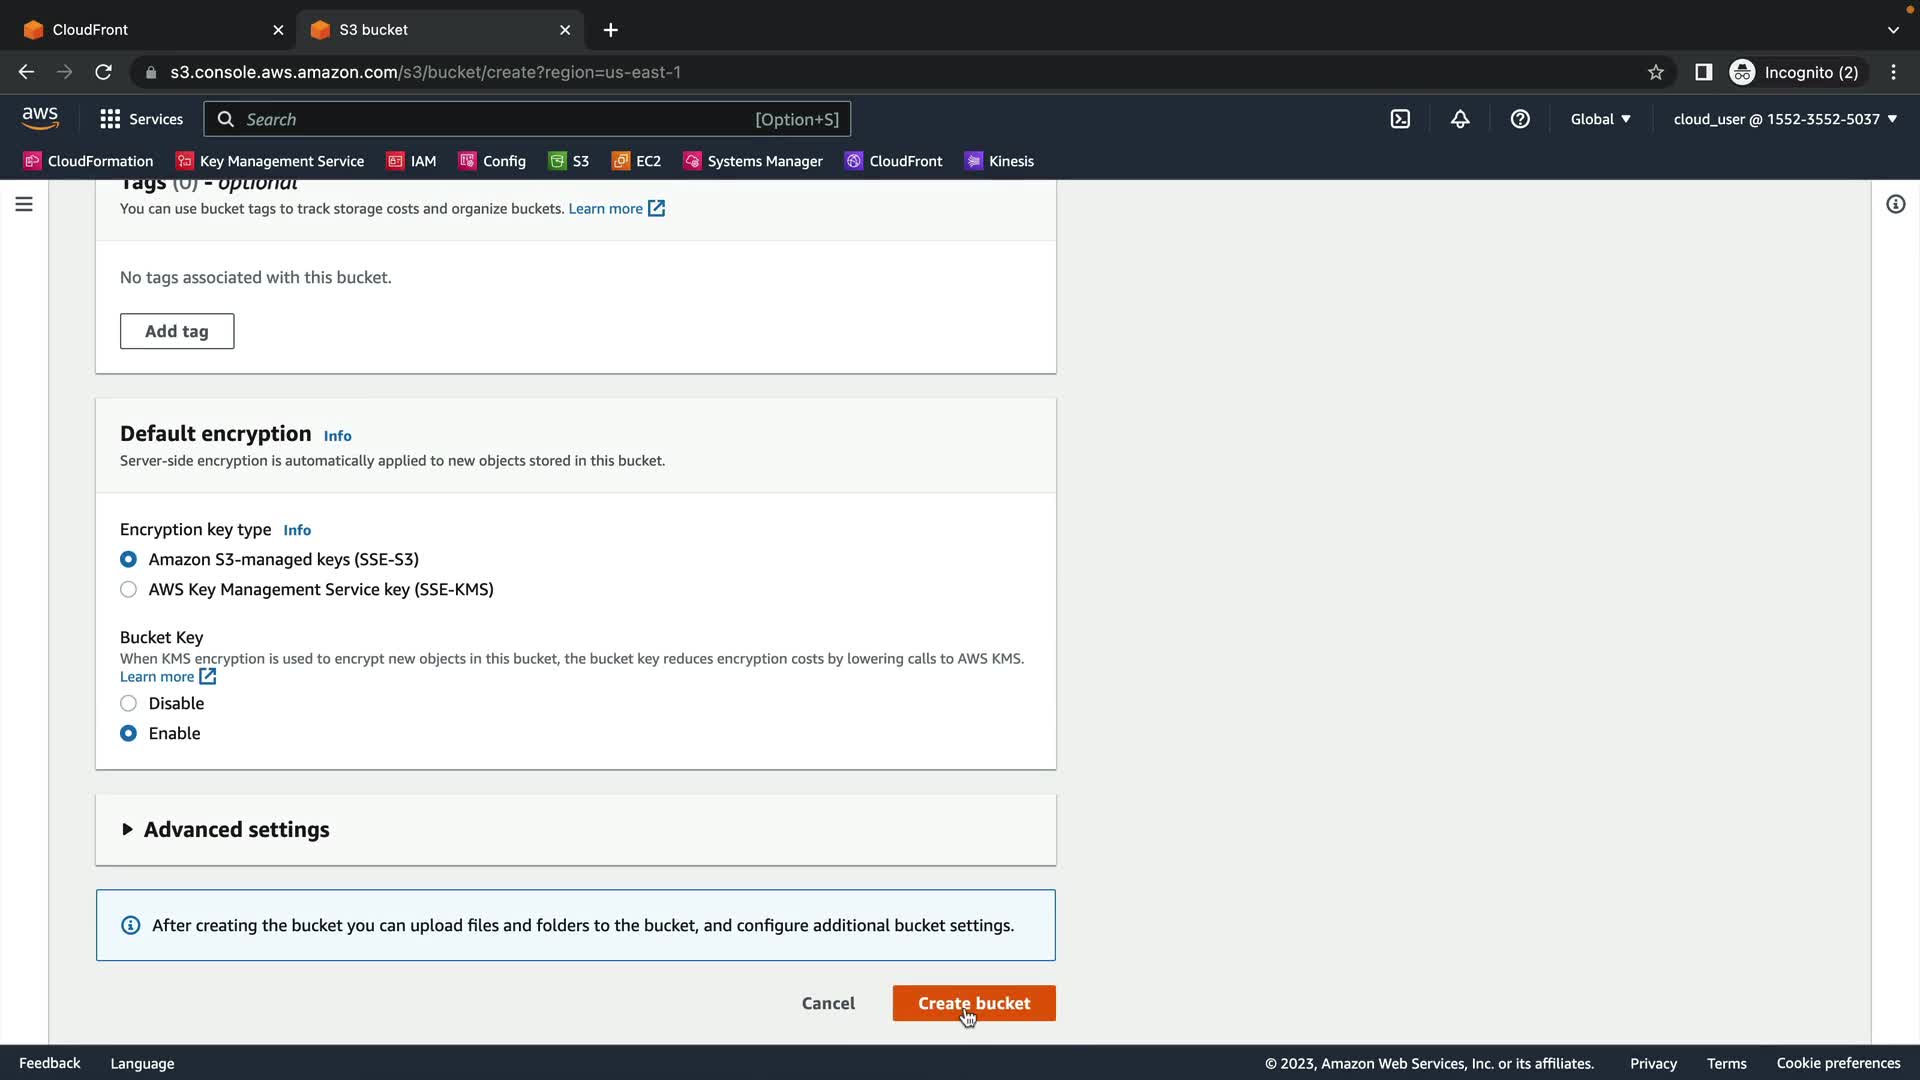 CloudFront
S3 bucket
s3.console.aws.amazon.com/s3/bucket/create?region=us-east-1
Incognito (2)
aws
Services
Search
[Option+S]
Global
cloud_user @ 1552-3552-5037
CloudFormation
Key Management Service
IAM
Config
S3
EC2
Systems Manager
CloudFront
Kinesis
Tags (0) - optional
You can use bucket tags to track storage costs and organize buckets. Learn more
No tags associated with this bucket.
Add tag
Default encryption Info
Server-side encryption is automatically applied to new objects stored in this bucket.
Encryption key type Info
Amazon S3-managed keys (SSE-S3)
AWS Key Management Service key (SSE-KMS)
Bucket Key
When KMS encryption is used to encrypt new objects in this bucket, the bucket key reduces encryption costs by lowering calls to AWS KMS.
Learn more
Disable
Enable
Advanced settings
After creating the bucket you can upload files and folders to the bucket, and configure additional bucket settings.
Cancel
Create bucket
Feedback
Language
© 2023, Amazon Web Services, Inc. or its affiliates.
Privacy
Terms
Cookie preferences